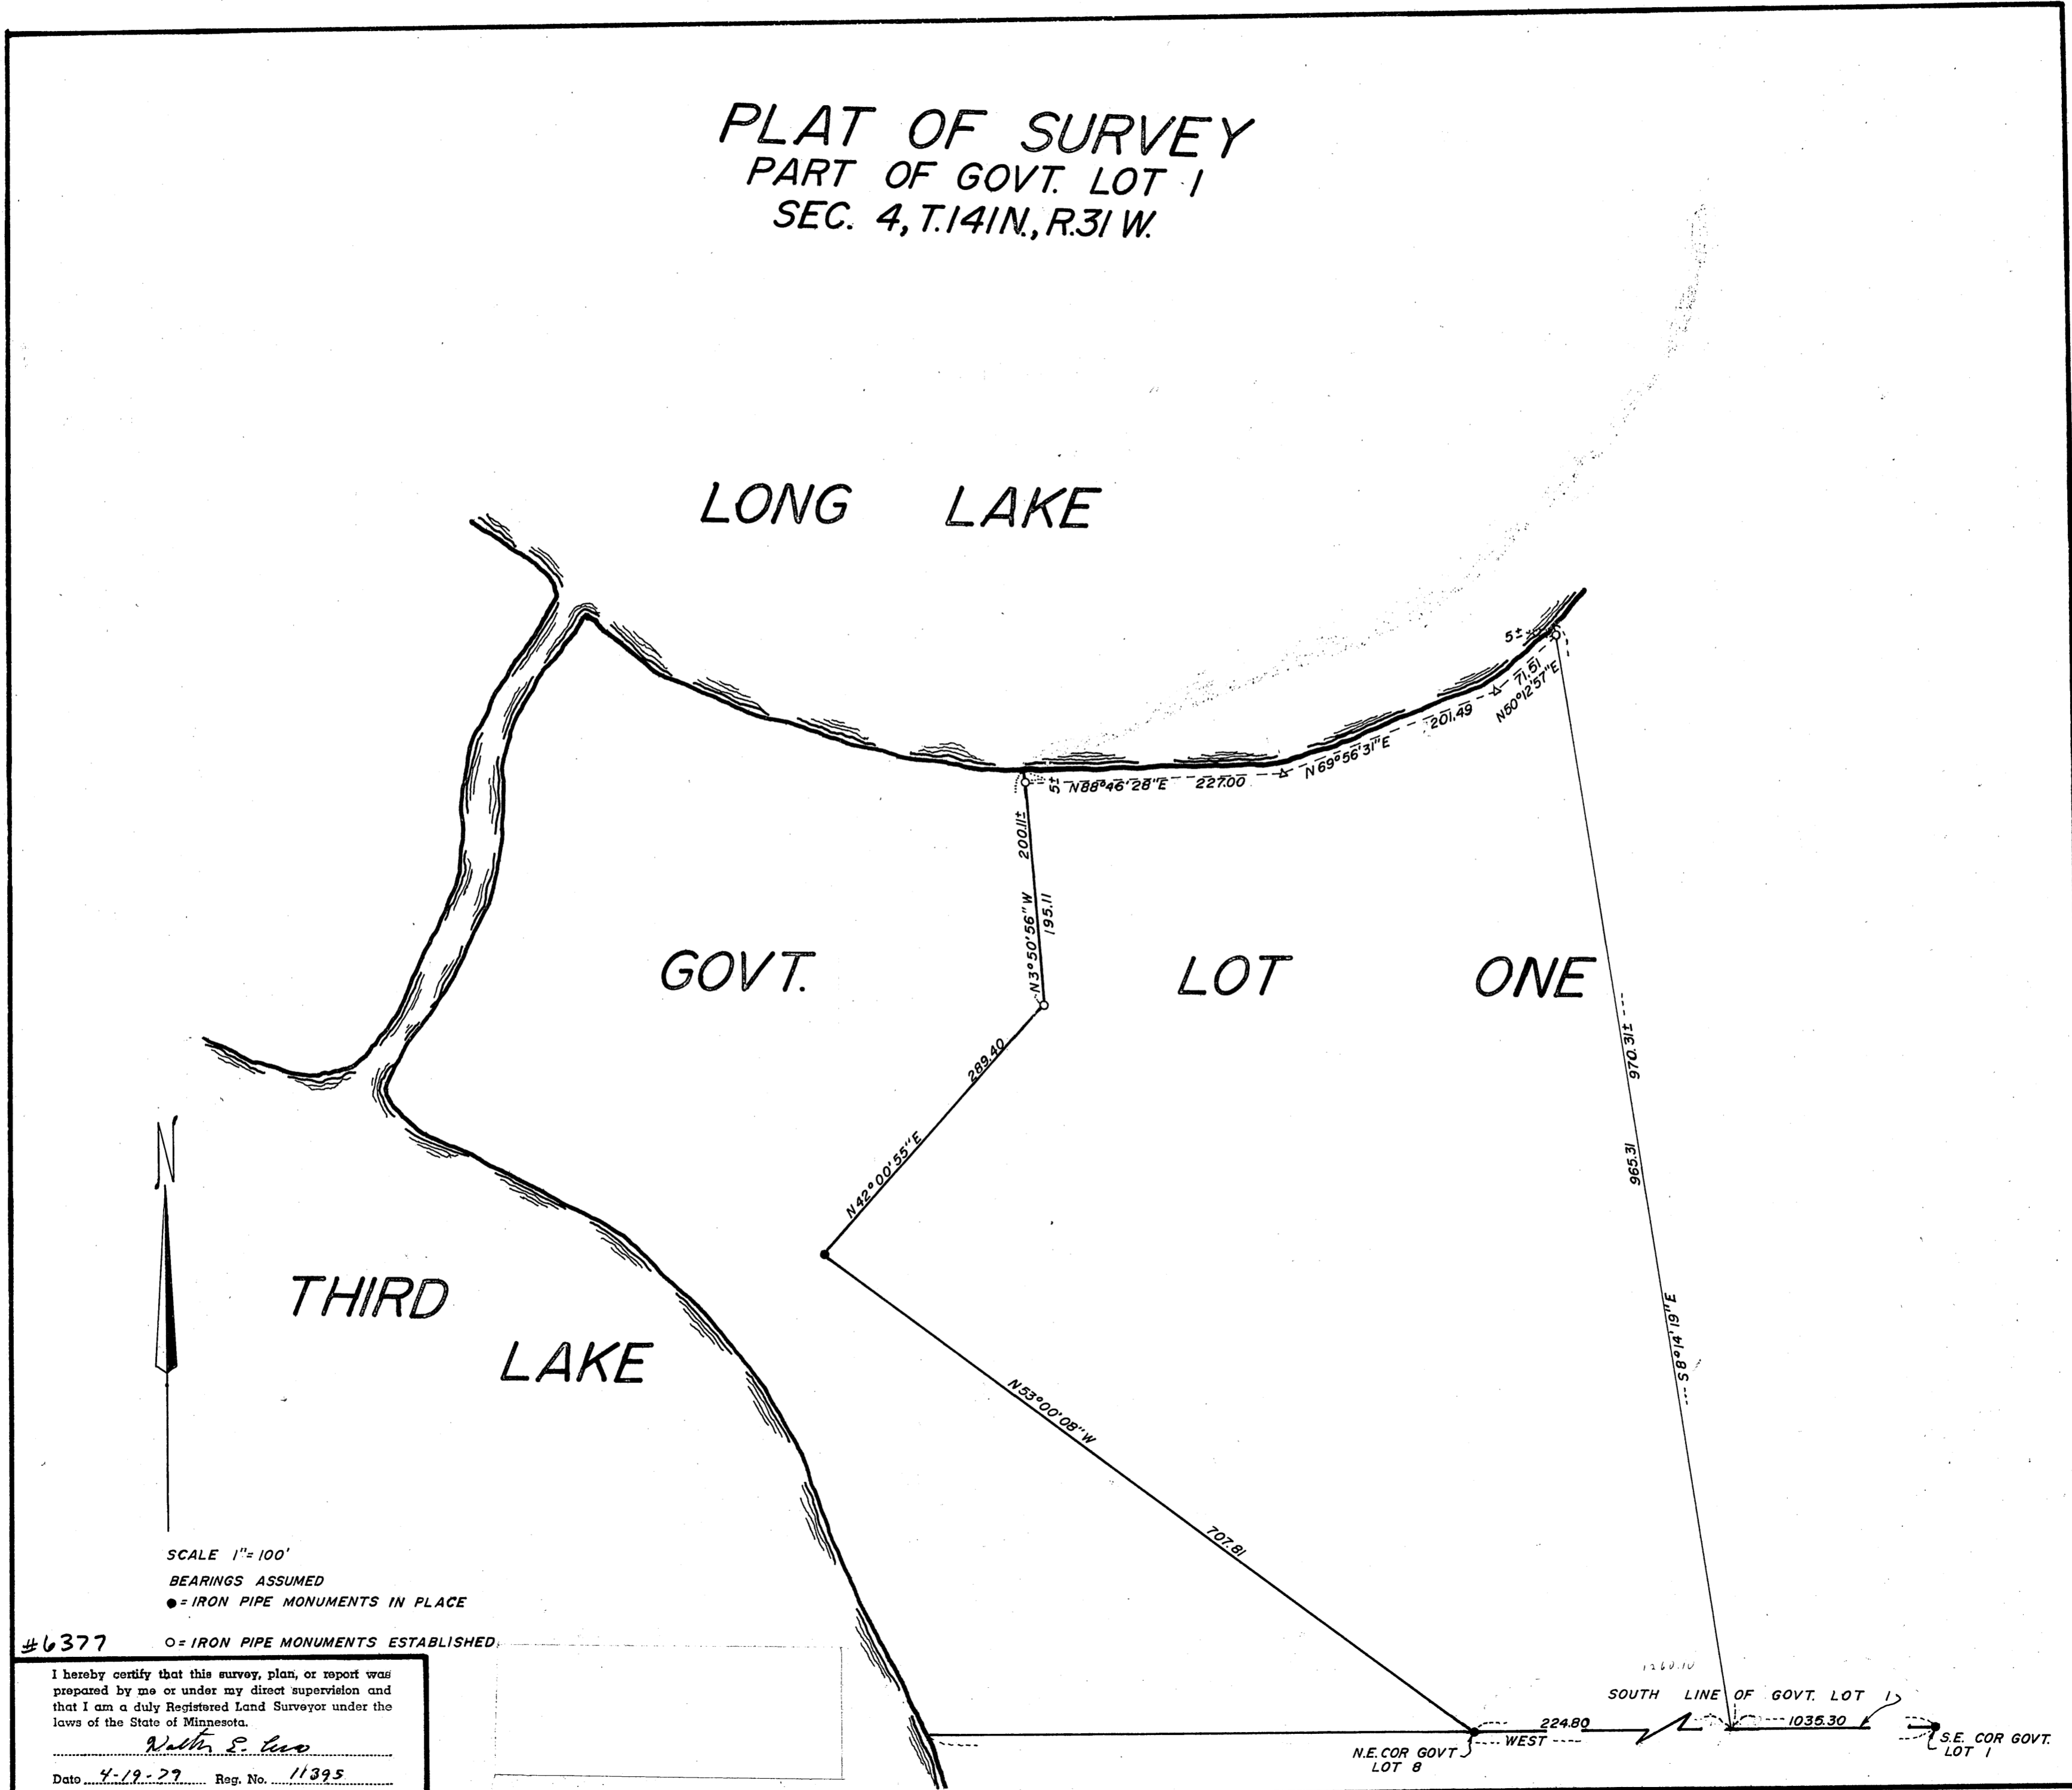 PLAT OF SURVEY
PART OF GOVT. LOT 1
SEC. 4, T.141N., R.31 W.
LONG LAKE
5±
71.51
N50°12'57"E
201.49
N69°56'31"E
5±
N88°46'28"E
227.00
200.11±
N3°50'56"W
195.11
GOVT. LOT ONE
970.31±
289.40
N42°00'55"E
965.31
N
THIRD
LAKE
S8°14'19"E
N53°00'08"W
707.81
SCALE 1"=100'
BEARINGS ASSUMED
● = IRON PIPE MONUMENTS IN PLACE
O = IRON PIPE MONUMENTS ESTABLISHED
#6377
I hereby certify that this survey, plan, or report was
prepared by me or under my direct supervision and
that I am a duly Registered Land Surveyor under the
laws of the State of Minnesota.
Date 4-19-79 Reg. No. 11395
1260.10
SOUTH LINE OF GOVT. LOT 1
224.80
WEST
1035.30
N.E. COR GOVT
LOT 8
S.E. COR GOVT.
LOT 1